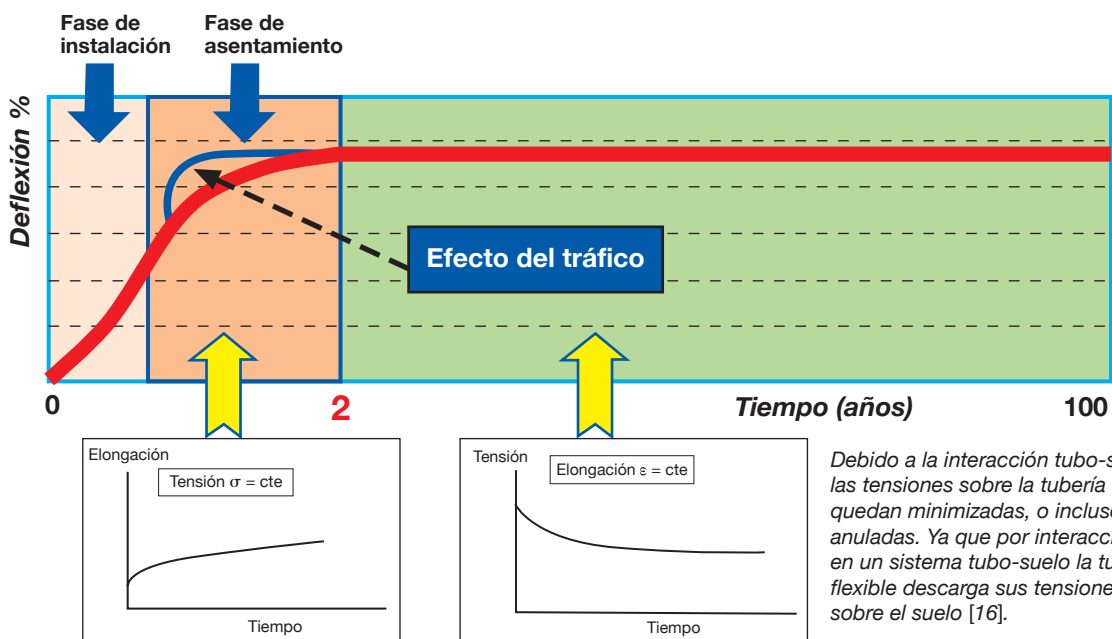 Fase de
instalación
Fase de
asentamiento
Deflexión %
Efecto del tráfico
0
2
Tiempo (años)
100
Elongación
Tensión σ = cte
Tiempo
Tensión
Elongación ε = cte
Tiempo
Debido a la interacción tubo-s
las tensiones sobre la tubería
quedan minimizadas, o incluso
anuladas. Ya que por interacci
en un sistema tubo-suelo la tu
flexible descarga sus tensione
sobre el suelo [16].